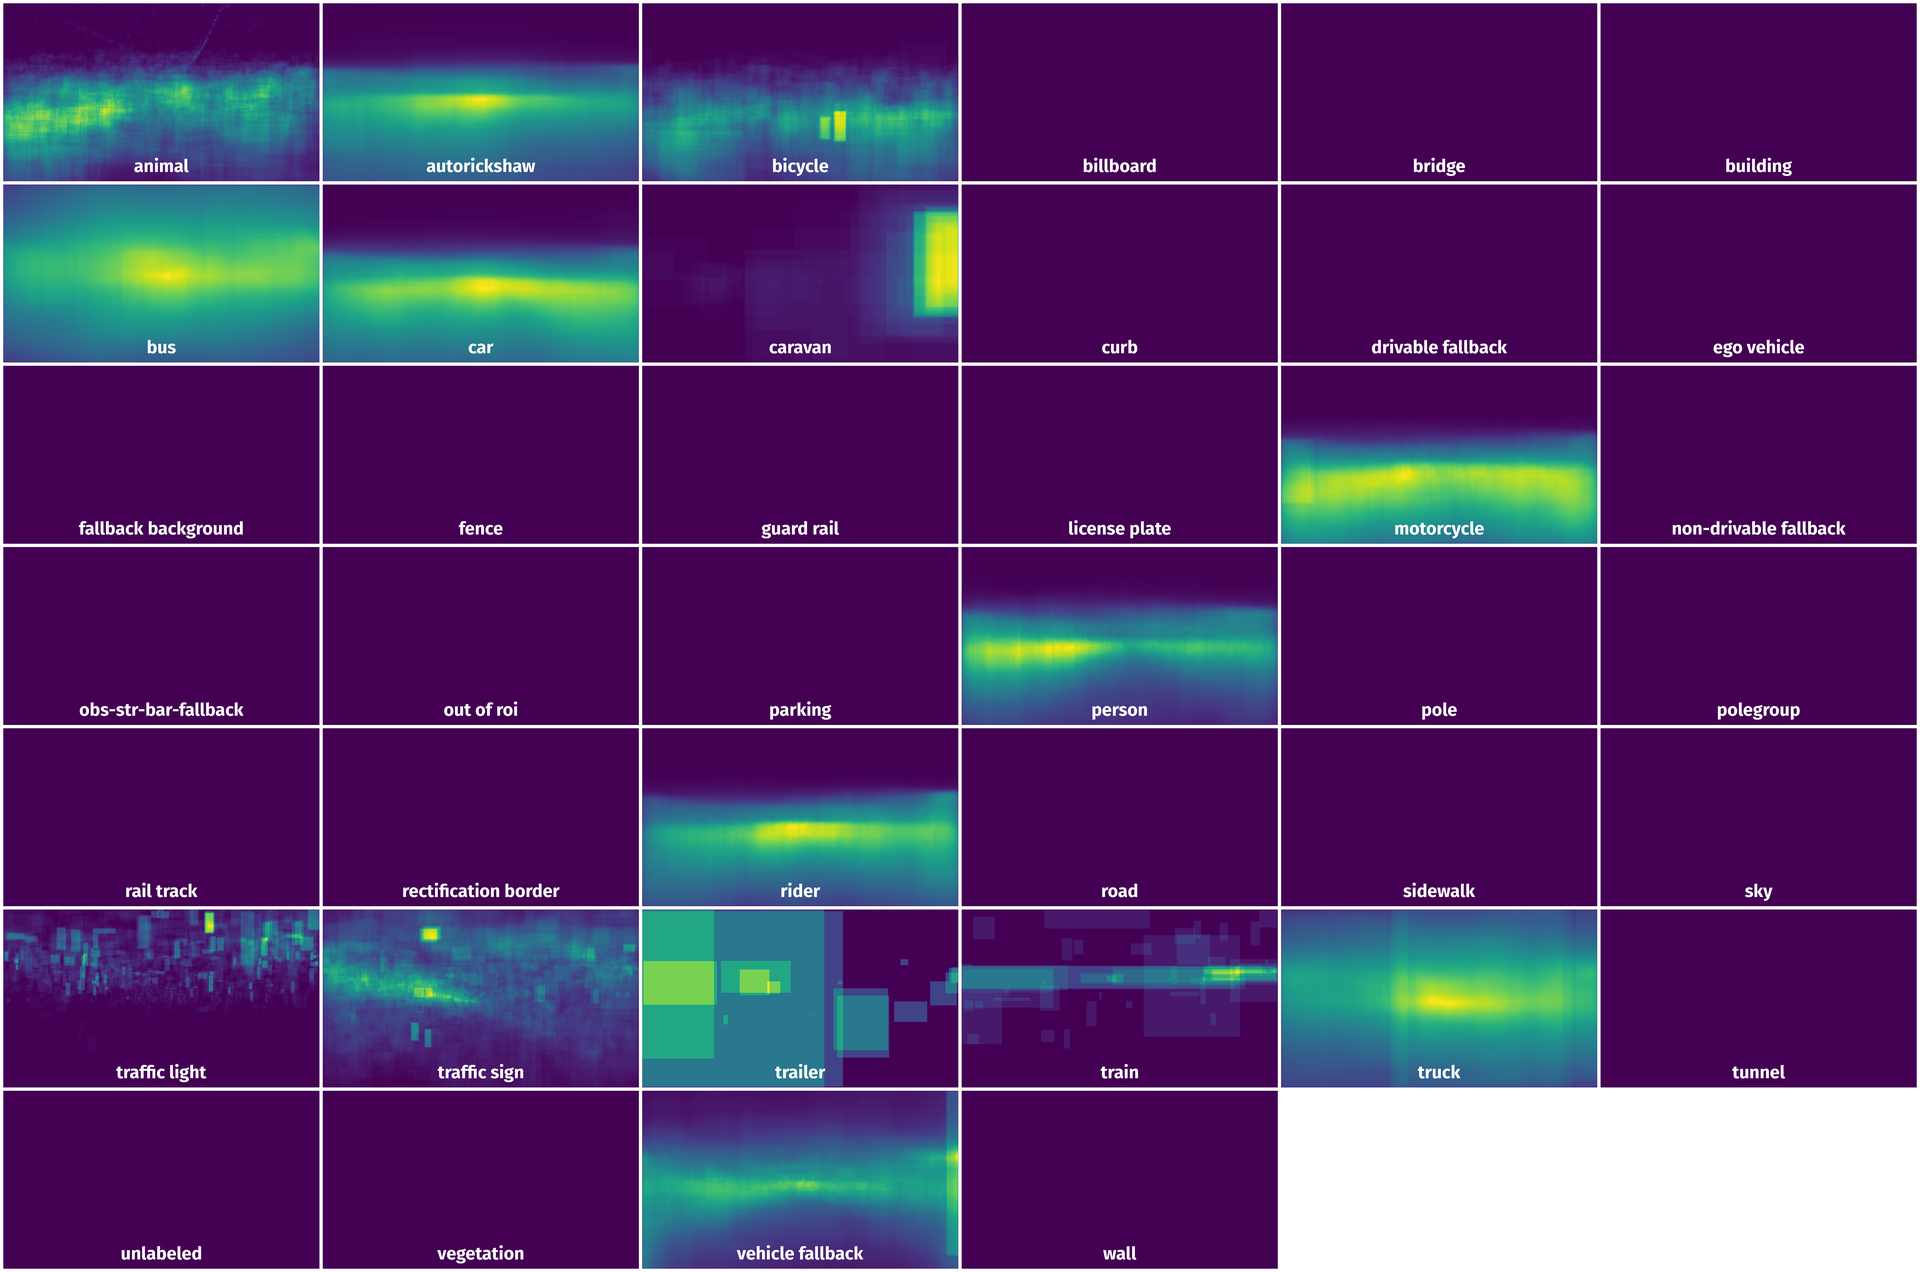 animal
autorickshaw
bicycle
billboard
bridge
building
bus
car
caravan
curb
drivable fallback
ego vehicle
fallback background
fence
guard rail
license plate
motorcycle
non-drivable fallback
obs-str-bar-fallback
out of roi
parking
person
pole
polegroup
rail track
rectification border
rider
road
sidewalk
sky
traffic light
traffic sign
trailer
train
truck
tunnel
unlabeled
vegetation
vehicle fallback
wall